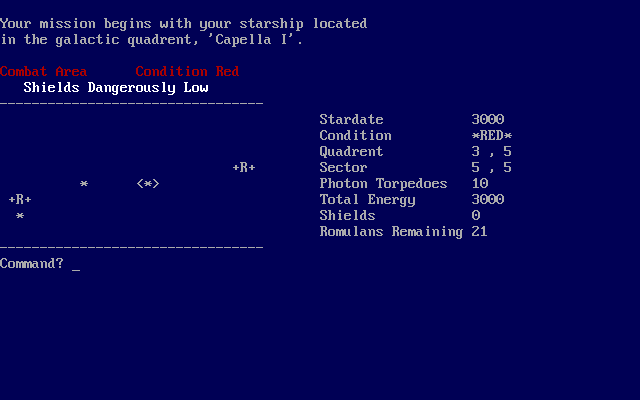 Your mission begins with your starship located
in the galactic quadrent, 'Capella I'.
Combat Area      Condition Red
Shields Dangerously Low
---------------------------------
Stardate           3000
Condition          *RED*
Quadrent           3 , 5
+R+        Sector             5 , 5
*      <*>        Photon Torpedoes   10
+R+        Total Energy       3000
*        Shields            0
Romulans Remaining 21
---------------------------------
Command? _